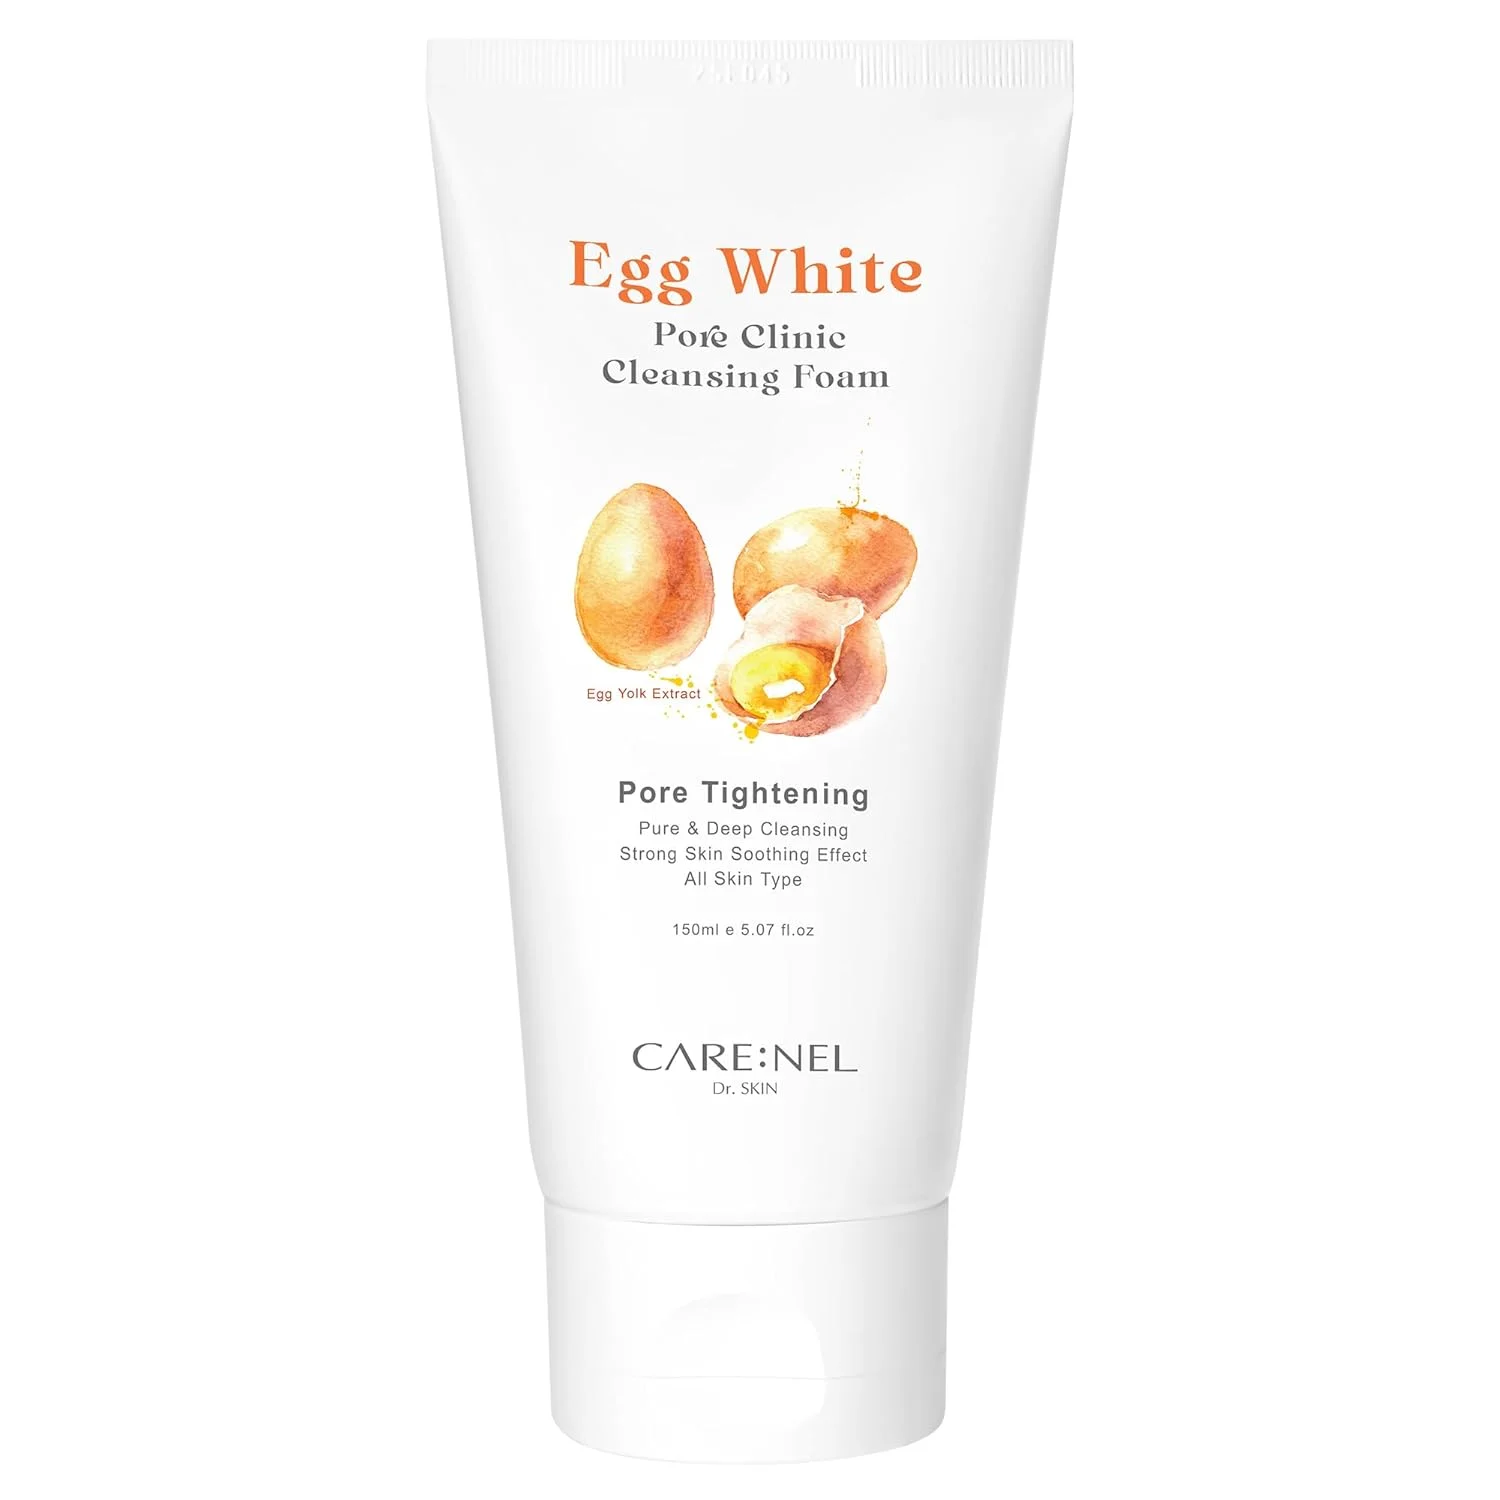 Egg White
Pore Clinic
Cleansing Foam
Egg Yolk Extract
Pore Tightening
Pure & Deep Cleansing
Strong Skin Soothing Effect
All Skin Type
150ml e 5.07 fl.oz
CARE:NEL
Dr. SKIN